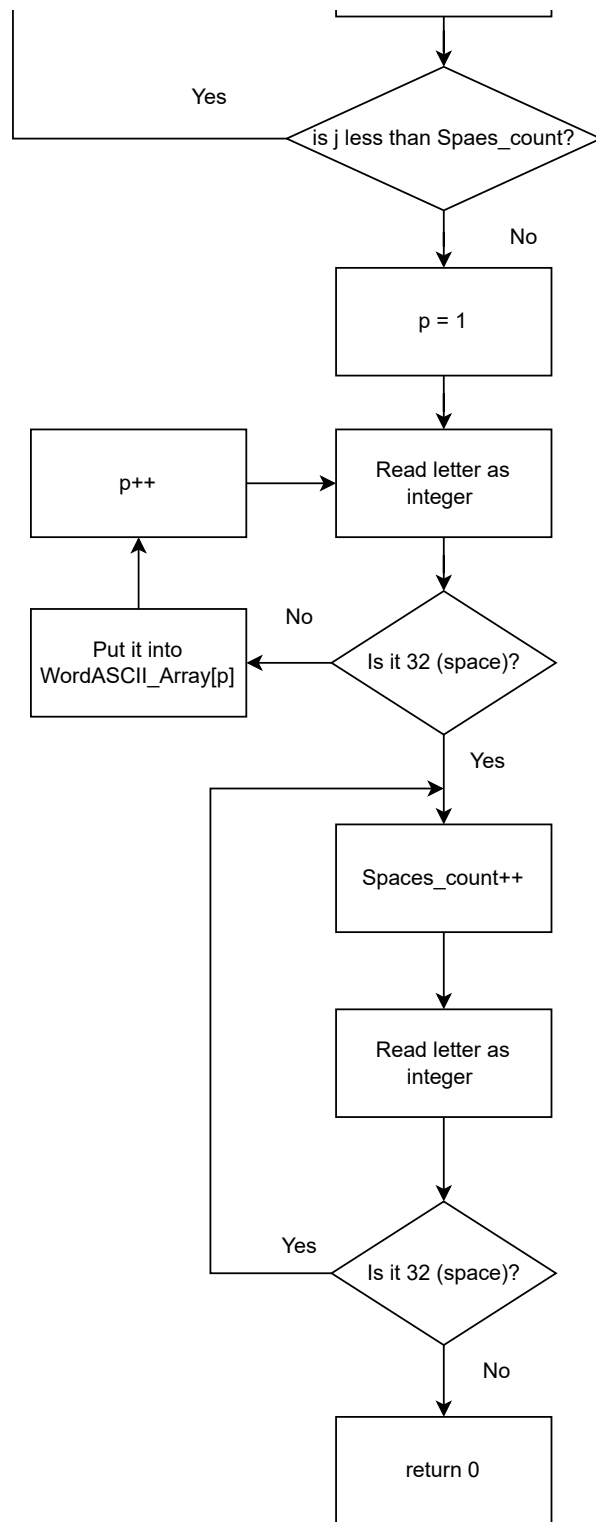 Yes
is j less than Spaes_count?
No
p = 1
p++
Read letter as
integer
No
Put it into
WordASCII_Array[p]
Is it 32 (space)?
Yes
Spaces_count++
Read letter as
integer
Yes
Is it 32 (space)?
No
return 0